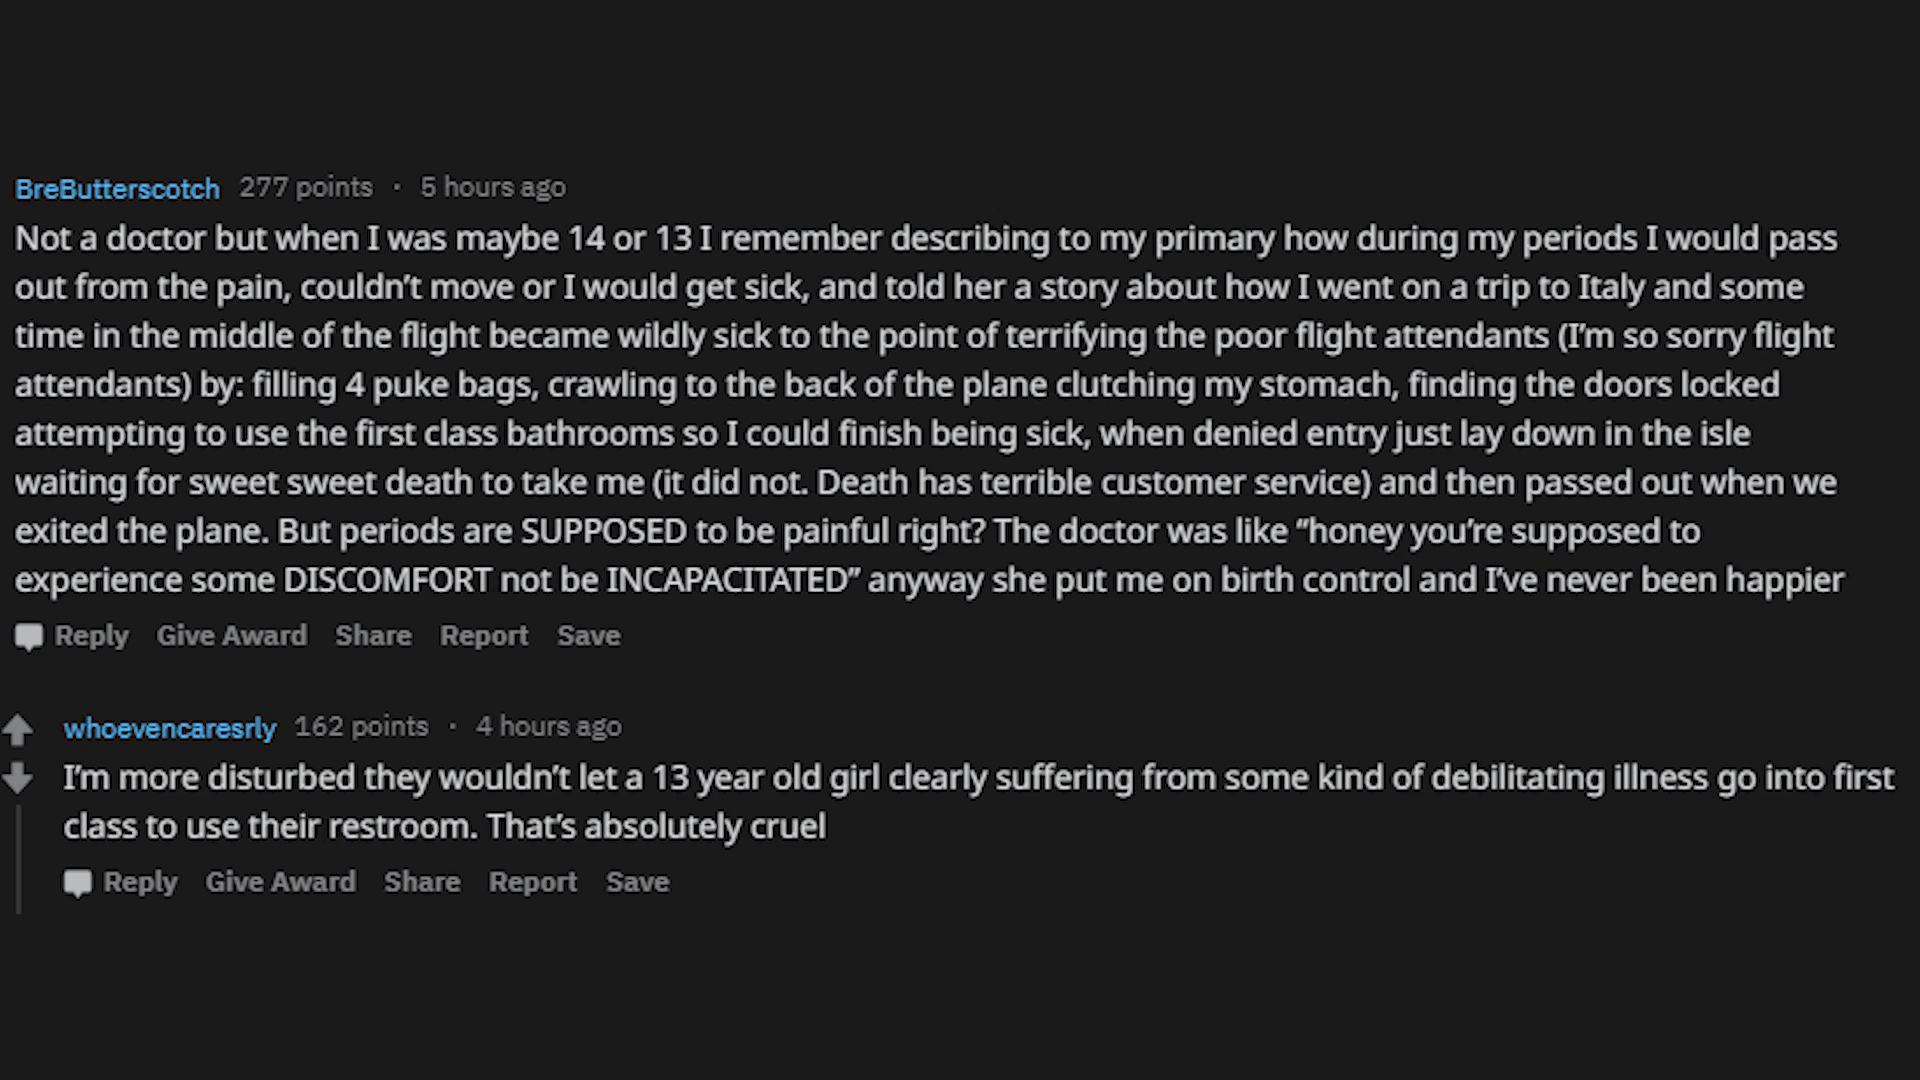 BreButterscotch 277 points · 5 hours ago
Not a doctor but when I was maybe 14 or 13 I remember describing to my primary how during my periods I would pass
out from the pain, couldn’t move or I would get sick, and told her a story about how I went on a trip to Italy and some
time in the middle of the flight became wildly sick to the point of terrifying the poor flight attendants (I’m so sorry flight
attendants) by: filling 4 puke bags, crawling to the back of the plane clutching my stomach, finding the doors locked
attempting to use the first class bathrooms so I could finish being sick, when denied entry just lay down in the isle
waiting for sweet sweet death to take me (it did not. Death has terrible customer service) and then passed out when we
exited the plane. But periods are SUPPOSED to be painful right? The doctor was like “honey you’re supposed to
experience some DISCOMFORT not be INCAPACITATED” anyway she put me on birth control and I’ve never been happier
Reply Give Award Share Report Save
whoevencaresrly 162 points · 4 hours ago
I’m more disturbed they wouldn’t let a 13 year old girl clearly suffering from some kind of debilitating illness go into first
class to use their restroom. That’s absolutely cruel
Reply Give Award Share Report Save